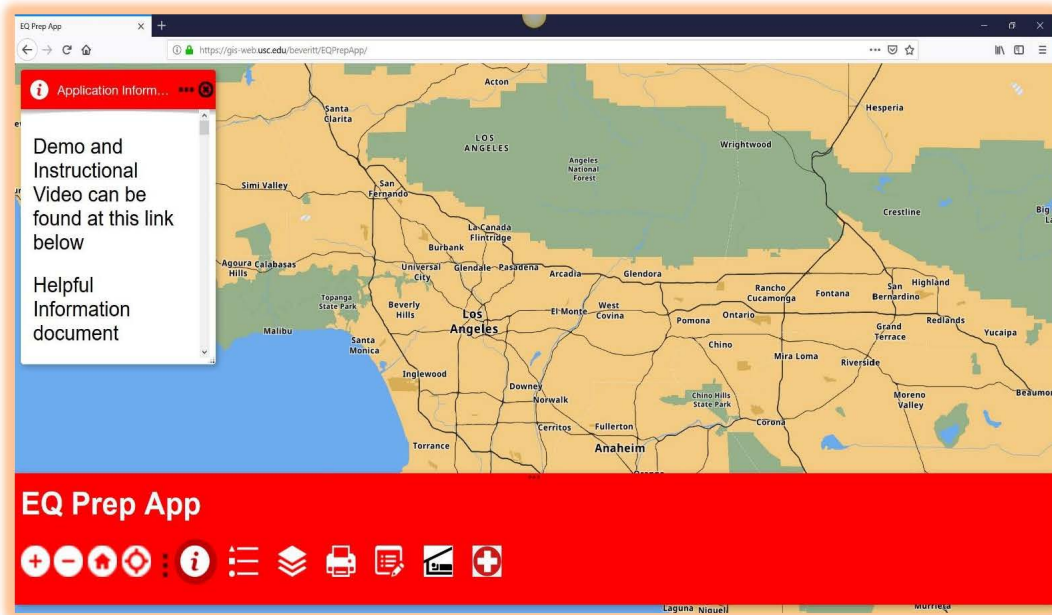 EQ Prep App
https://gis-web.usc.edu/beveritt/EQPrepApp/
Application Inform...
Demo and
Instructional
Video can be
found at this link
below
Helpful
Information
document
Acton
Santa
Clarita
Hesperia
LOS
ANGELES
Wrightwood
Angeles
National
Forest
Simi Valley
San
Fernando
Crestline
Big
La Canada
Flintridge
Burbank
Agoura
Hills
Calabasas
Universal
City
Glendale
Pasadena
Arcadia
Glendora
Rancho
Cucamonga
Fontana
San
Bernardino
Highland
Topanga
State Park
Beverly
Hills
Los
Angeles
El Monte
West
Covina
Pomona
Ontario
Grand
Terrace
Redlands
Yucaipa
Malibu
Santa
Monica
Chino
Mira Loma
Riverside
Inglewood
Downey
Norwalk
Chino Hills
State Park
Moreno
Valley
Beaumon
Cerritos
Fullerton
Corona
Torrance
Anaheim
Orange
EQ Prep App
Laguna Niguel
Murrieta